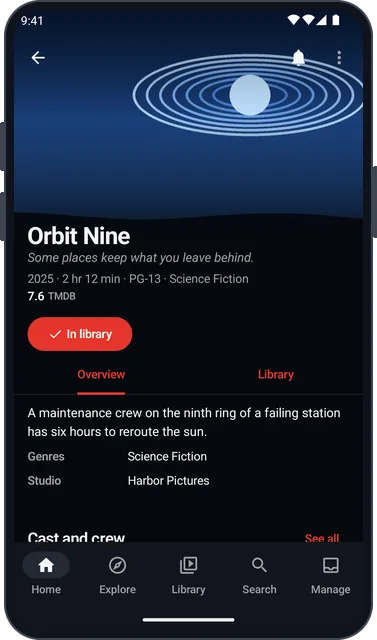 9:41
Orbit Nine
Some places keep what you leave behind.
2025 · 2 hr 12 min · PG-13 · Science Fiction
7.6 TMDB
In library
Overview Library
A maintenance crew on the ninth ring of a failing station
has six hours to reroute the sun.
Genres Science Fiction
Studio Harbor Pictures
Cast and crew See all
Home Explore Library Search Manage